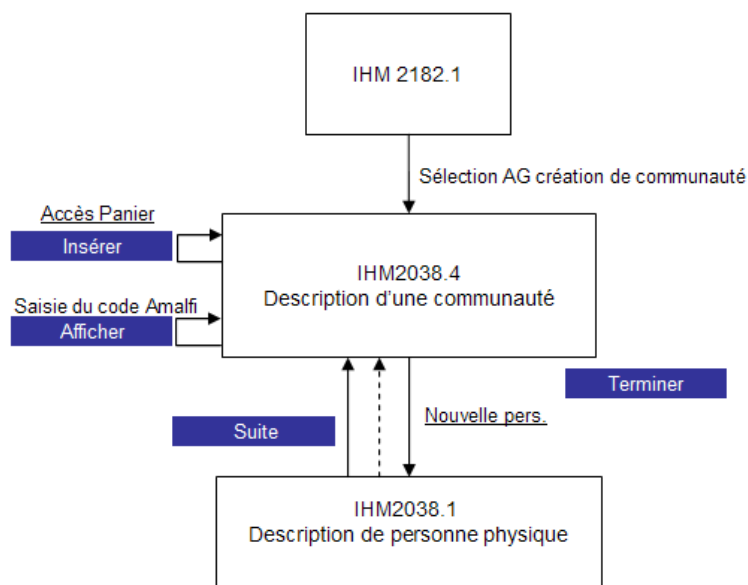 IHM 2182.1
Sélection AG création de communauté
Accès Panier
Insérer
IHM2038.4
Description d'une communauté
Saisie du code Amalfi
Afficher
Terminer
Nouvelle pers.
Suite
IHM2038.1
Description de personne physique